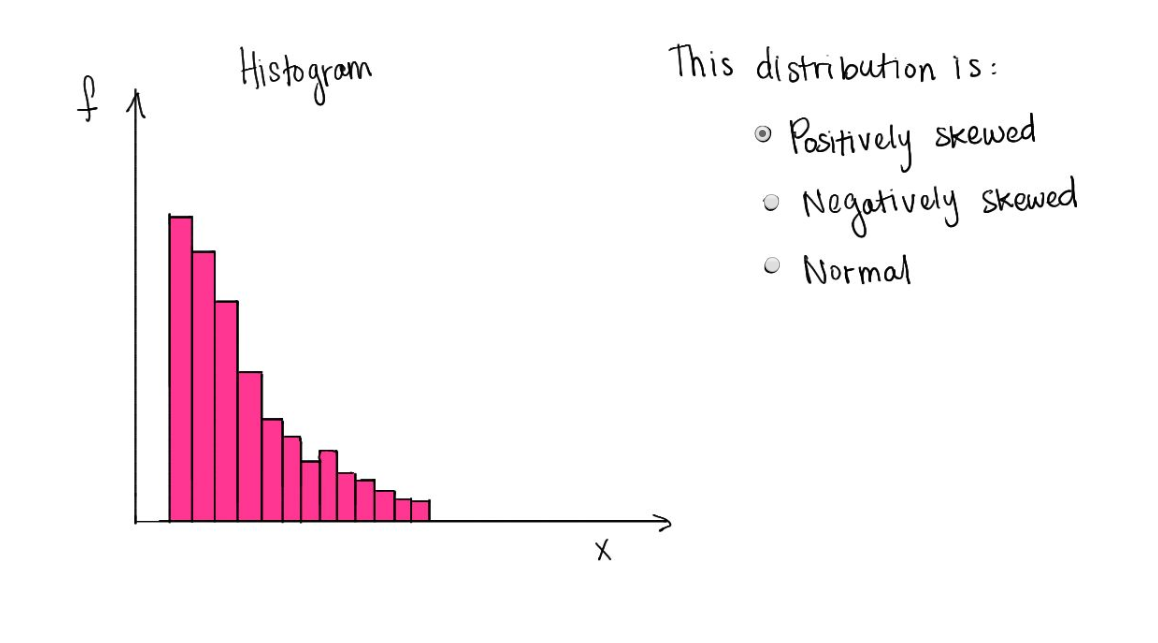 Histogram
f
x
This distribution is:
Positively skewed
Negatively skewed
Normal